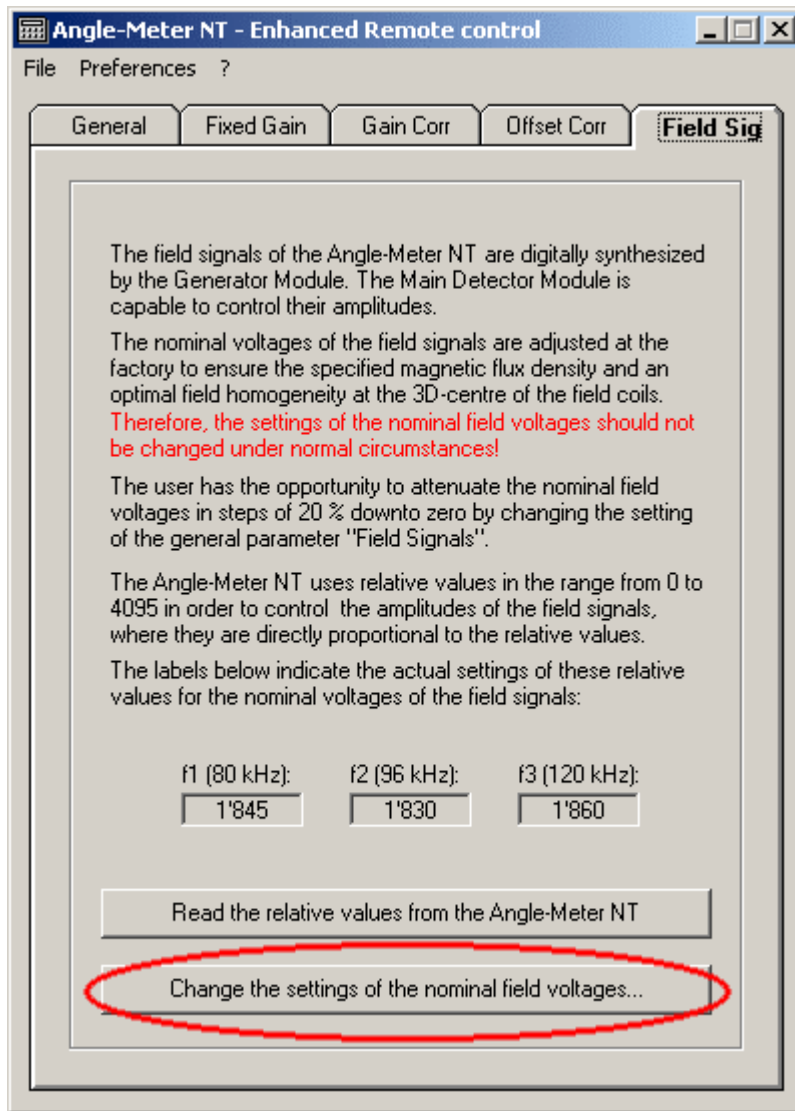 Angle-Meter NT - Enhanced Remote control
File Preferences ?
General Fixed Gain Gain Corr Offset Corr Field Sig
The field signals of the Angle-Meter NT are digitally synthesized
by the Generator Module. The Main Detector Module is
capable to control their amplitudes.
The nominal voltages of the field signals are adjusted at the
factory to ensure the specified magnetic flux density and an
optimal field homogeneity at the 3D-centre of the field coils.
Therefore, the settings of the nominal field voltages should not
be changed under normal circumstances!
The user has the opportunity to attenuate the nominal field
voltages in steps of 20 % downto zero by changing the setting
of the general parameter "Field Signals".
The Angle-Meter NT uses relative values in the range from 0 to
4095 in order to control the amplitudes of the field signals,
where they are directly proportional to the relative values.
The labels below indicate the actual settings of these relative
values for the nominal voltages of the field signals:
f1 (80 kHz): f2 (96 kHz): f3 (120 kHz):
1'845 1'830 1'860
Read the relative values from the Angle-Meter NT
Change the settings of the nominal field voltages...